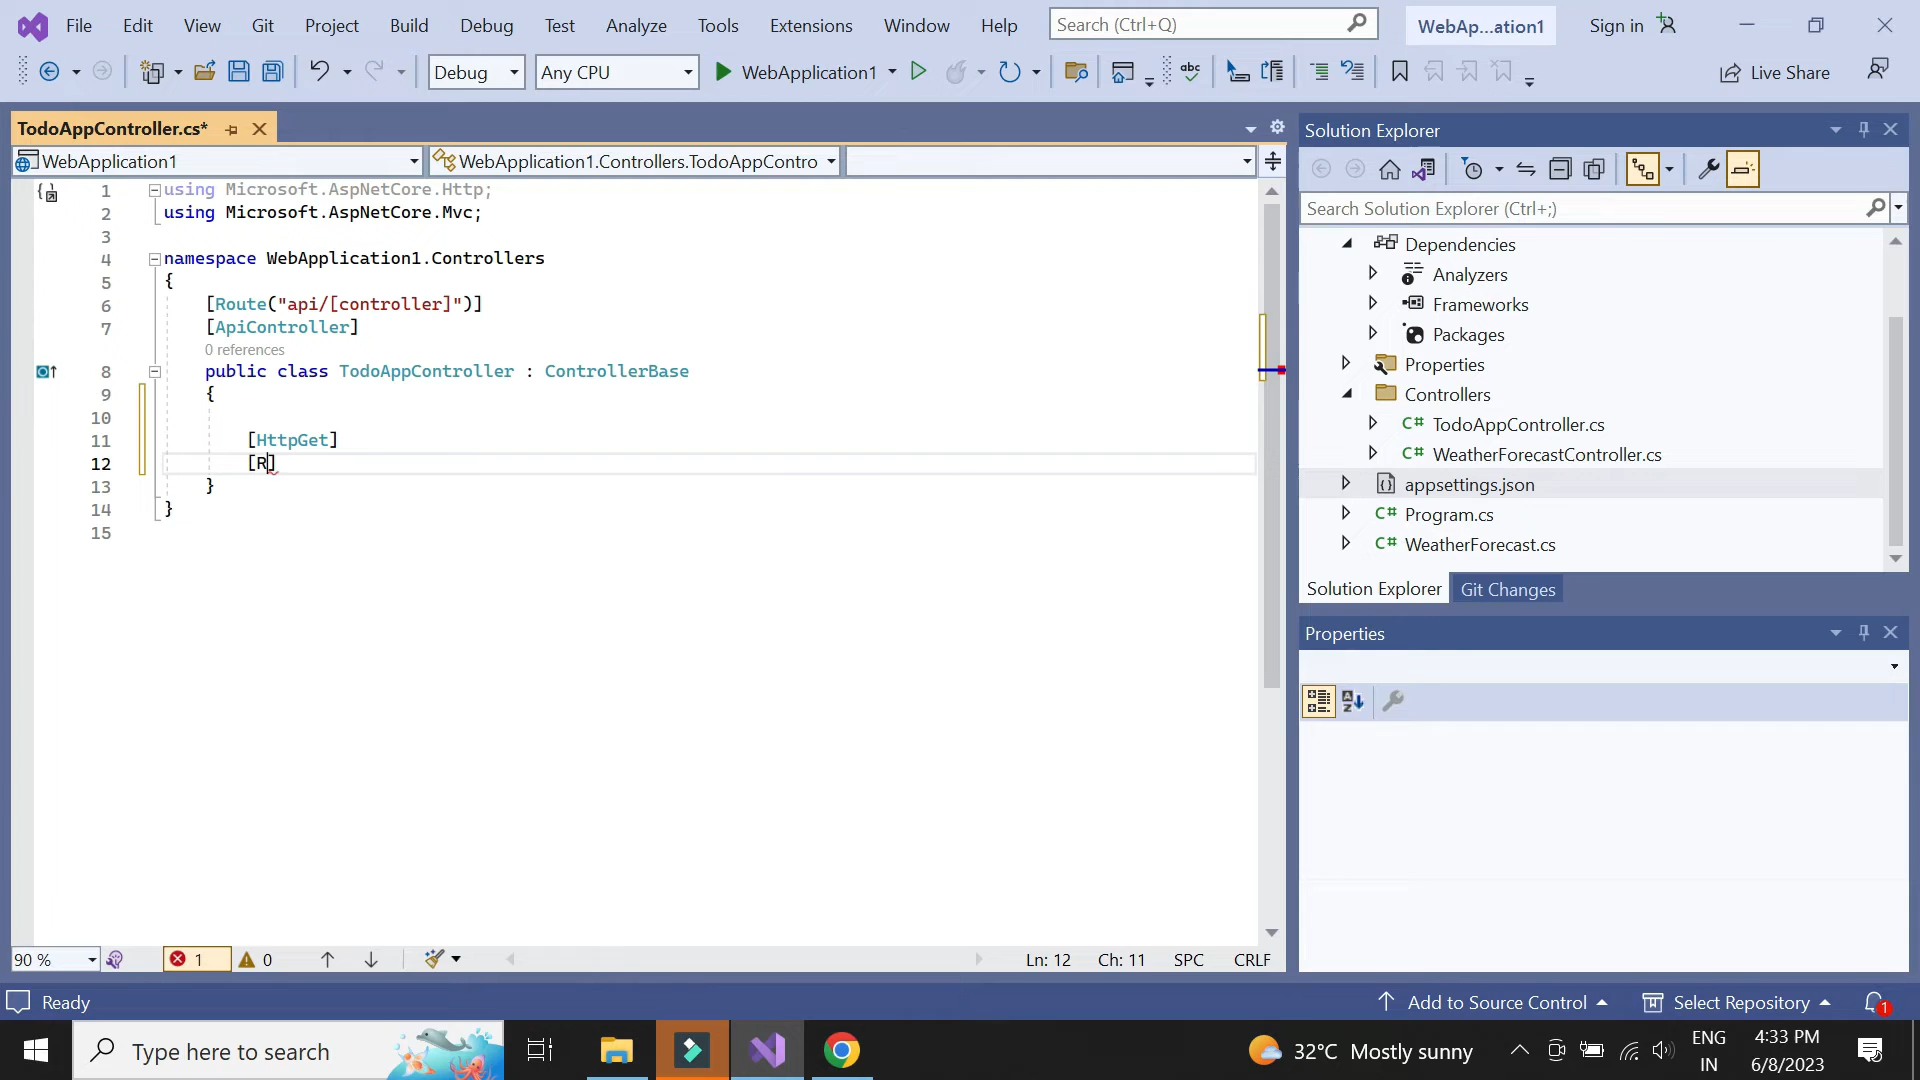 File Edit View Git Project Build Debug Test Analyze Tools Extensions Window Help Search (Ctrl+Q) WebAp...ation1 Sign in
Debug Any CPU WebApplication1 abc Live Share
TodoAppController.cs*
WebApplication1 WebApplication1.Controllers.TodoAppContro
1 using Microsoft.AspNetCore.Http;
2 using Microsoft.AspNetCore.Mvc;
3
4 namespace WebApplication1.Controllers
5 {
6 [Route("api/[controller]")]
7 [ApiController]
0 references
8 public class TodoAppController : ControllerBase
9 {
10
11 [HttpGet]
12 [R]
13 }
14 }
15
90 % 1 0 Ln: 12 Ch: 11 SPC CRLF
Solution Explorer
Search Solution Explorer (Ctrl+;)
Dependencies
Analyzers
Frameworks
Packages
Properties
Controllers
C# TodoAppController.cs
C# WeatherForecastController.cs
appsettings.json
C# Program.cs
C# WeatherForecast.cs
Solution Explorer Git Changes
Properties
Ready Add to Source Control Select Repository 1
Type here to search 32°C Mostly sunny ENG IN 4:33 PM 6/8/2023